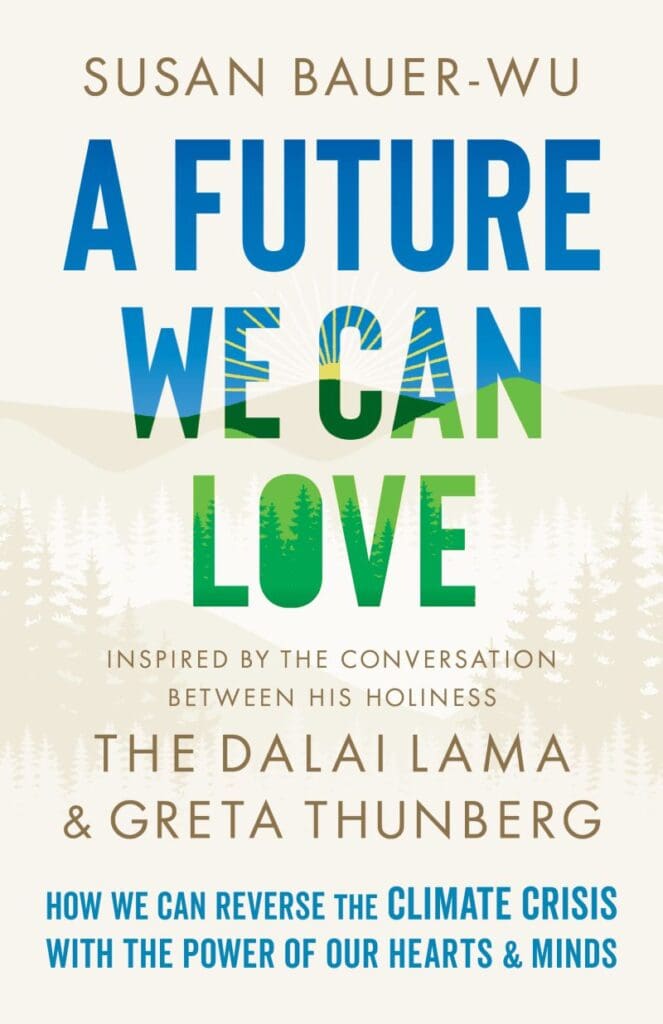 SUSAN BAUER-WU
A FUTURE
WE CAN
LOVE
INSPIRED BY THE CONVERSATION
BETWEEN HIS HOLINESS
THE DALAI LAMA
& GRETA THUNBERG
HOW WE CAN REVERSE THE CLIMATE CRISIS
WITH THE POWER OF OUR HEARTS & MINDS